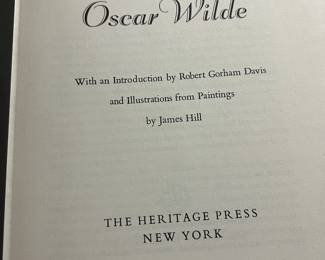 Oscar Wilde
With an Introduction by Robert Gorham Davis
and Illustrations from Paintings
by James Hill
THE HERITAGE PRESS
NEW YORK